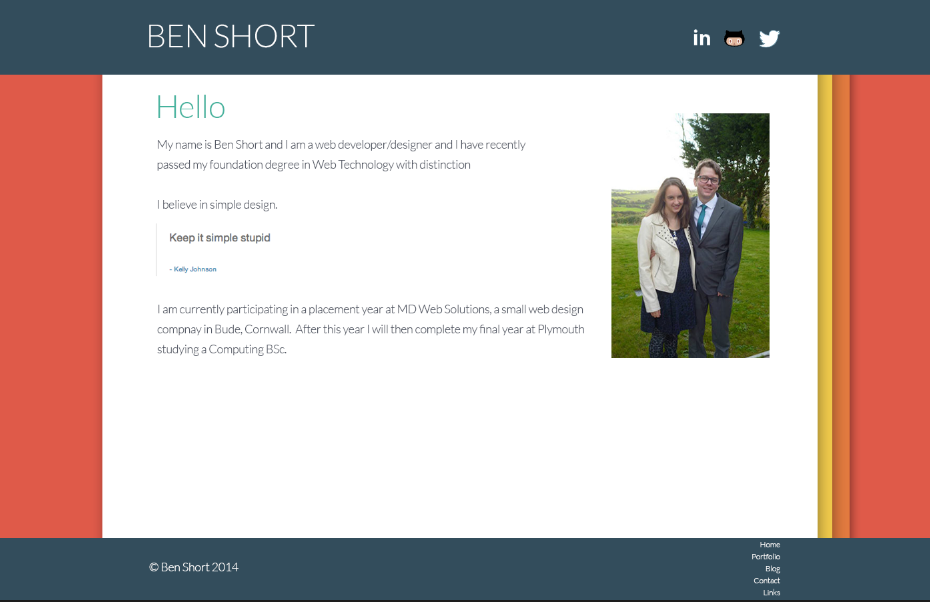 BEN SHORT
in
Hello
My name is Ben Short and I am a web developer/designer and I have recently
passed my foundation degree in Web Technology with distinction
I believe in simple design.
Keep it simple stupid
- Kelly Johnson
I am currently participating in a placement year at MD Web Solutions, a small web design
compnay in Bude, Cornwall. After this year I will then complete my final year at Plymouth
studying a Computing BSc.
© Ben Short 2014
Home
Portfolio
Blog
Contact
Links